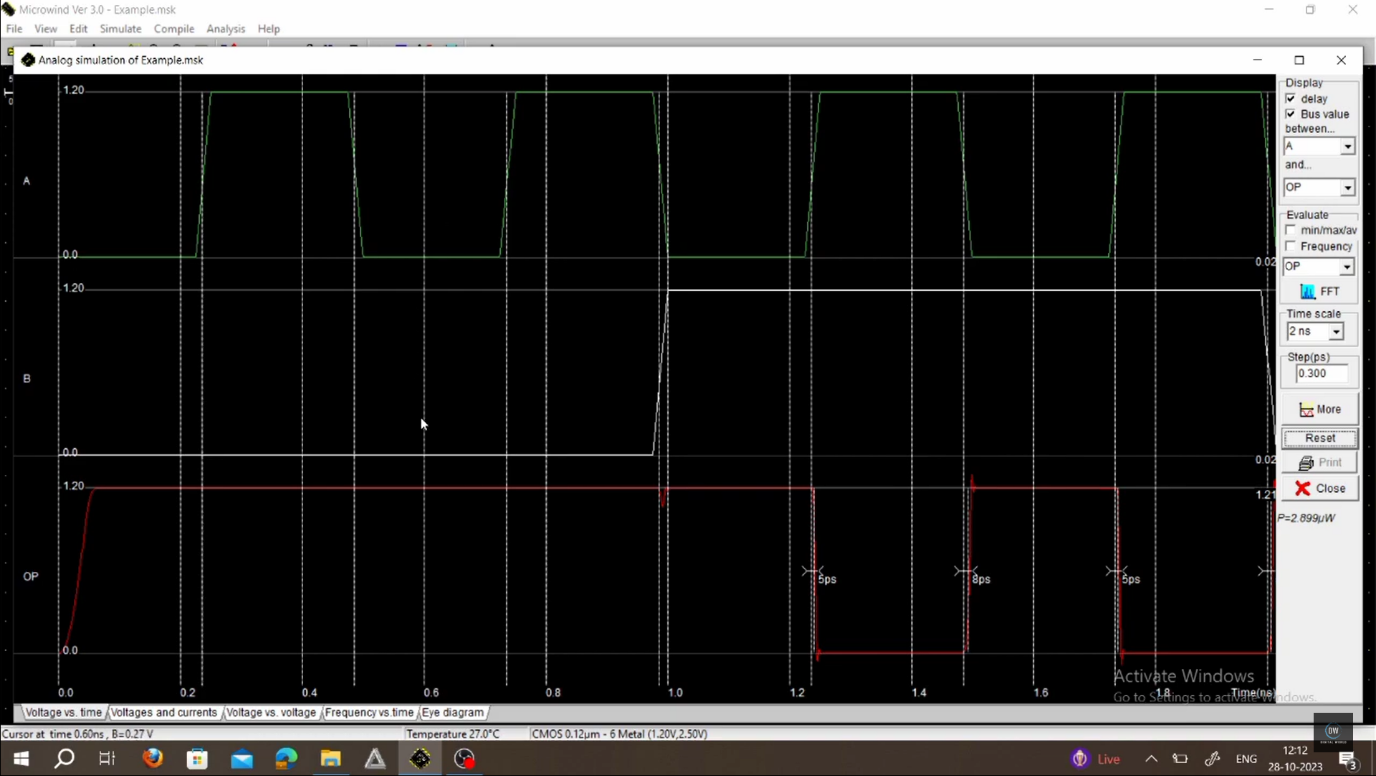 Microwind Ver 3.0 - Example.msk
File View Edit Simulate Compile Analysis Help
Analog simulation of Example.msk
1.20
A
0.0
0.02
1.20
B
0.0
0.02
1.20
1.21
OP
5ps
8ps
5ps
0.0
0.0 0.2 0.4 0.6 0.8 1.0 1.2 1.4 1.6 1.8 Time(ns)
Display
delay
Bus value
between...
A
and...
OP
Evaluate
min/max/av
Frequency
OP
FFT
Time scale
2 ns
Step(ps)
0.300
More
Reset
Print
Close
P=2.899µW
Activate Windows
Go to Settings to activate Windows.
Voltage vs. time Voltages and currents Voltage vs. voltage Frequency vs.time Eye diagram
Cursor at time 0.60ns , B=0.27 V Temperature 27.0°C CMOS 0.12µm - 6 Metal (1.20V,2.50V)
DW
Live
ENG
12:12
28-10-2023
3